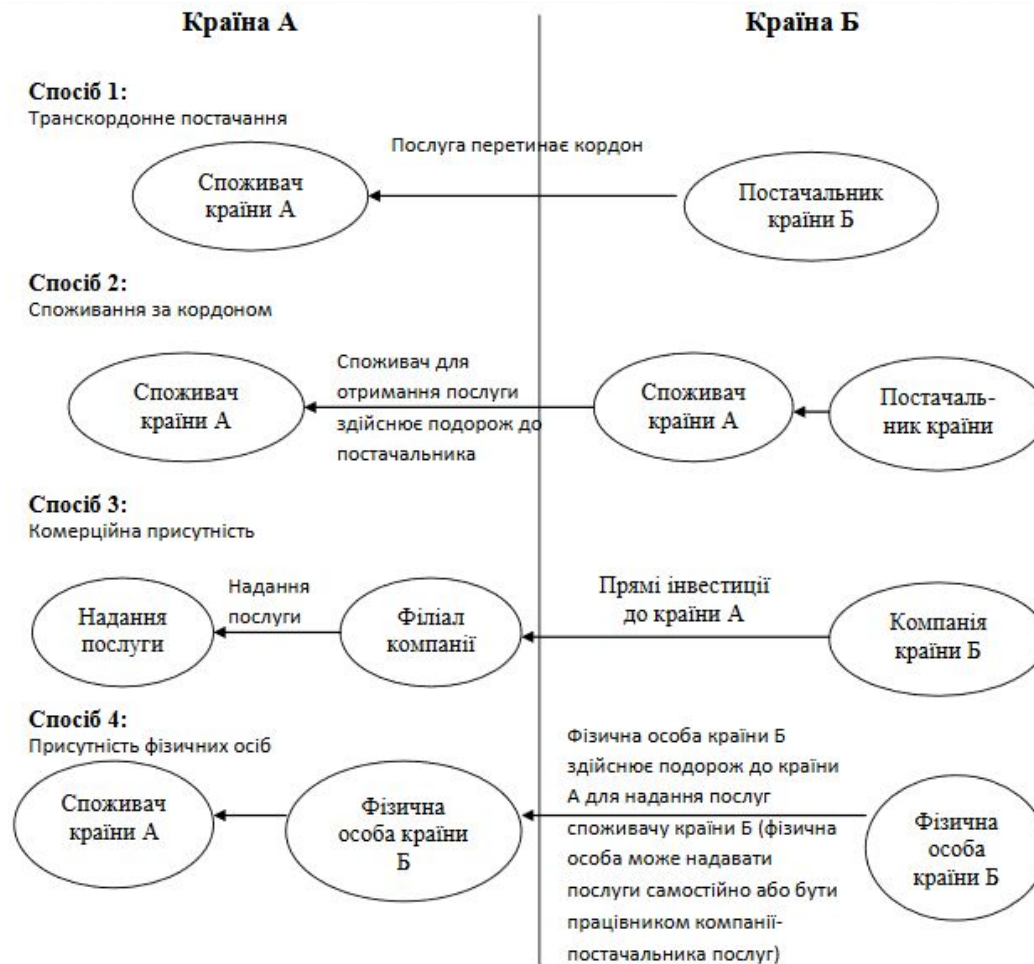 Країна А
Країна Б
Спосіб 1:
Транскордонне постачання
Послуга перетинає кордон
Споживач
країни А
Постачальник
країни Б
Спосіб 2:
Споживання за кордоном
Споживач
країни А
Споживач для
отримання послуги
здійснює подорож до
постачальника
Споживач
країни А
Постачаль-
ник країни
Спосіб 3:
Комерційна присутність
Надання
послуги
Надання
послуги
Філіал
компанії
Прямі інвестиції
до країни А
Компанія
країни Б
Спосіб 4:
Присутність фізичних осіб
Споживач
країни А
Фізична
особа країни
Б
Фізична особа країни Б
здійснює подорож до країни
А для надання послуг
споживачу країни Б (фізична
особа може надавати
послуги самостійно або бути
працівником компанії-
постачальника послуг)
Фізична
особа
країни Б